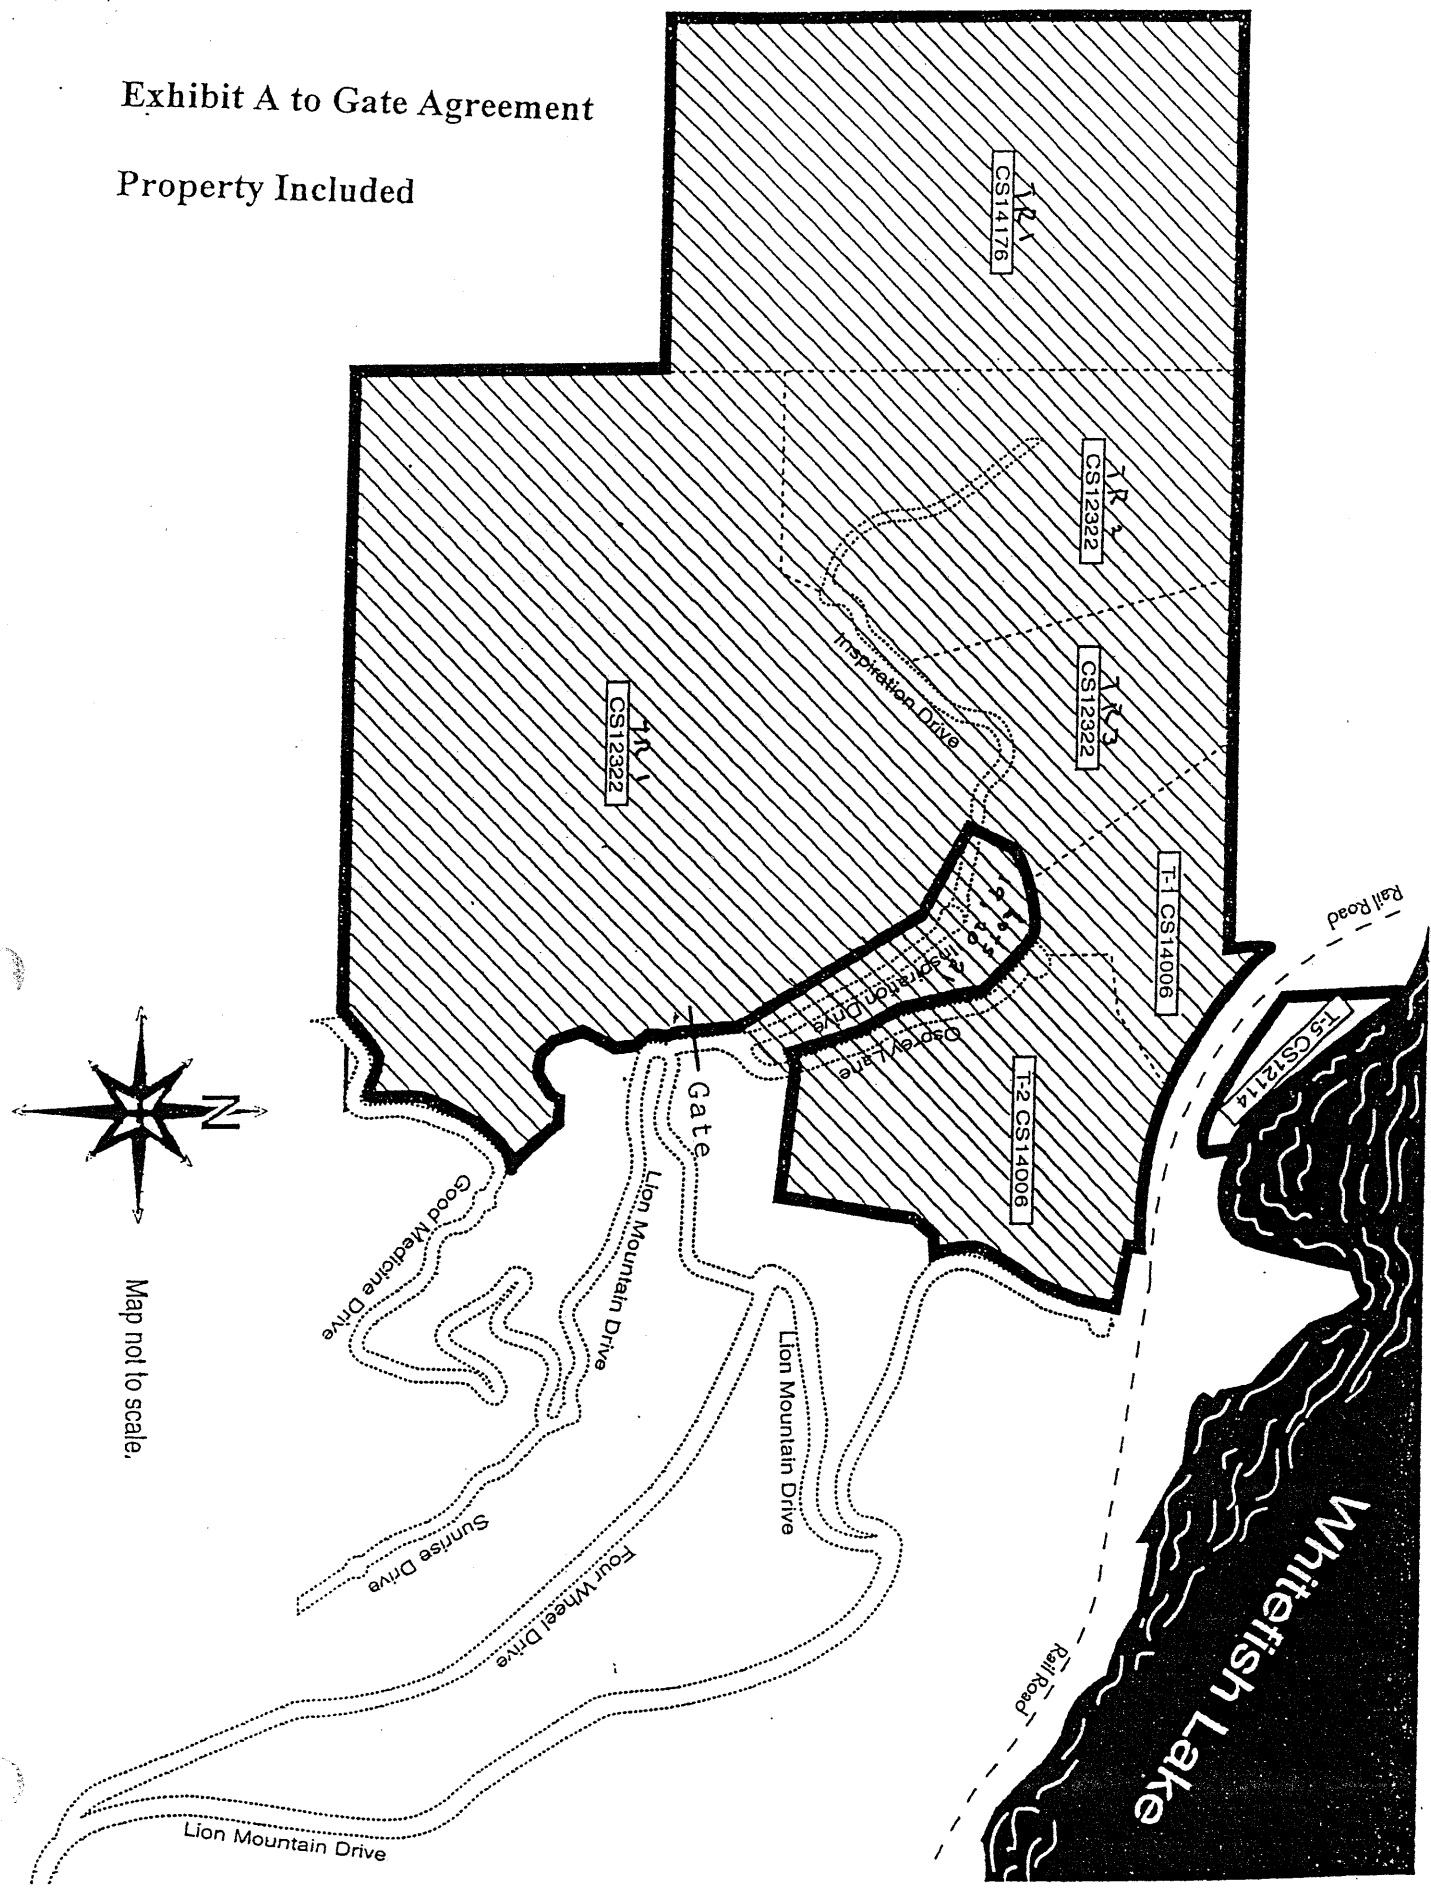 Exhibit A to Gate Agreement
Property Included
TR 1
CS14176
TR 2
CS12322
Inspiration Drive
TR 3
CS12322
TR 1
CS12322
T-1 CS14006
Rail Road
T-5 CS12114
Inspiration Drive
Osprey Lane
T-2 CS14006
Gate
N
Map not to scale.
Good Medicine Drive
Lion Mountain Drive
Lion Mountain Drive
Sunrise Drive
Four Wheel Drive
Rail Road
Whitefish Lake
Lion Mountain Drive